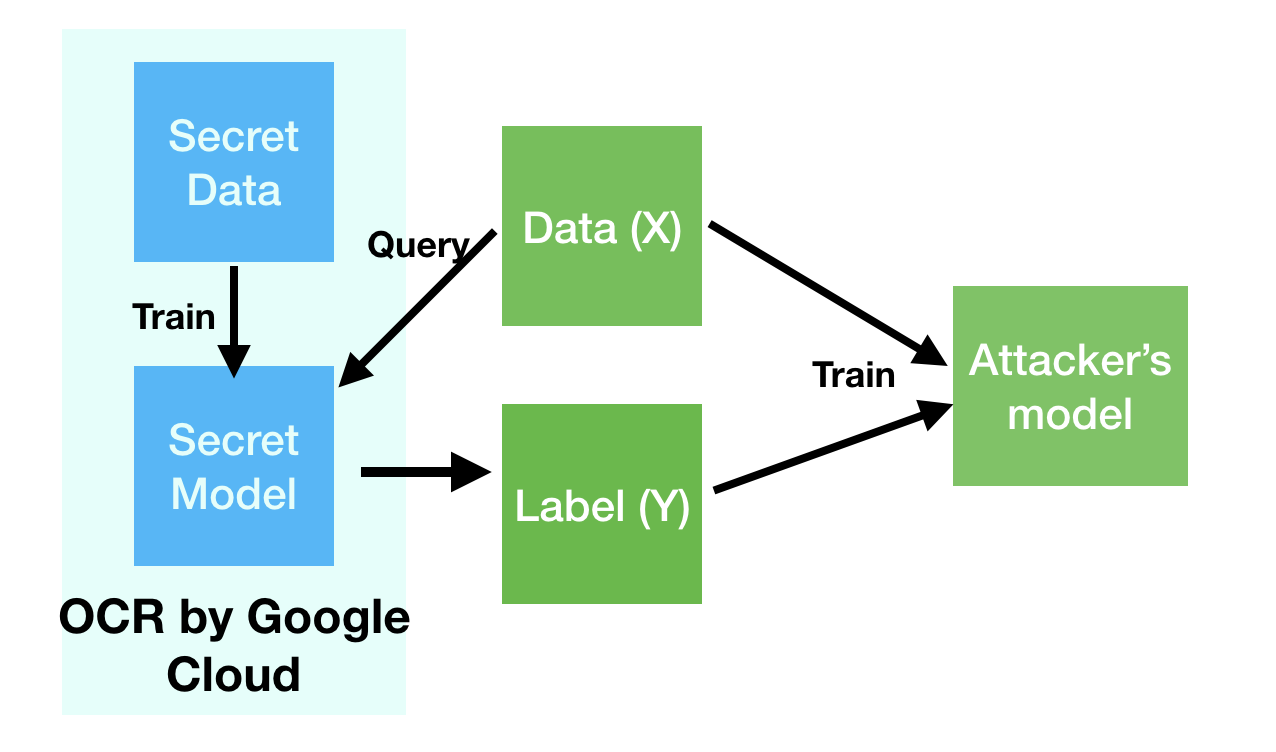 Secret
Data
Train
Secret
Model
OCR by Google
Cloud
Query
Data (X)
Label (Y)
Train
Attacker’s
model